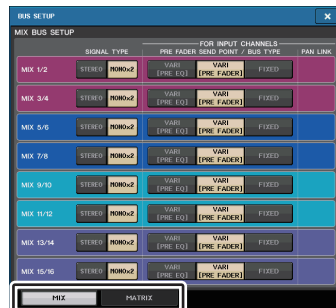 BUS SETUP ×
MIX BUS SETUP
FOR INPUT CHANNELS
SIGNAL TYPE PRE FADER SEND POINT / BUS TYPE PAN LINK
MIX 1/2 STEREO MONOx2 VARI [PRE EQ] VARI [PRE FADER] FIXED
MIX 3/4 STEREO MONOx2 VARI [PRE EQ] VARI [PRE FADER] FIXED
MIX 5/6 STEREO MONOx2 VARI [PRE EQ] VARI [PRE FADER] FIXED
MIX 7/8 STEREO MONOx2 VARI [PRE EQ] VARI [PRE FADER] FIXED
MIX 9/10 STEREO MONOx2 VARI [PRE EQ] VARI [PRE FADER] FIXED
MIX 11/12 STEREO MONOx2 VARI [PRE EQ] VARI [PRE FADER] FIXED
MIX 13/14 STEREO MONOx2 VARI [PRE EQ] VARI [PRE FADER] FIXED
MIX 15/16 STEREO MONOx2 VARI [PRE EQ] VARI [PRE FADER] FIXED
MIX MATRIX